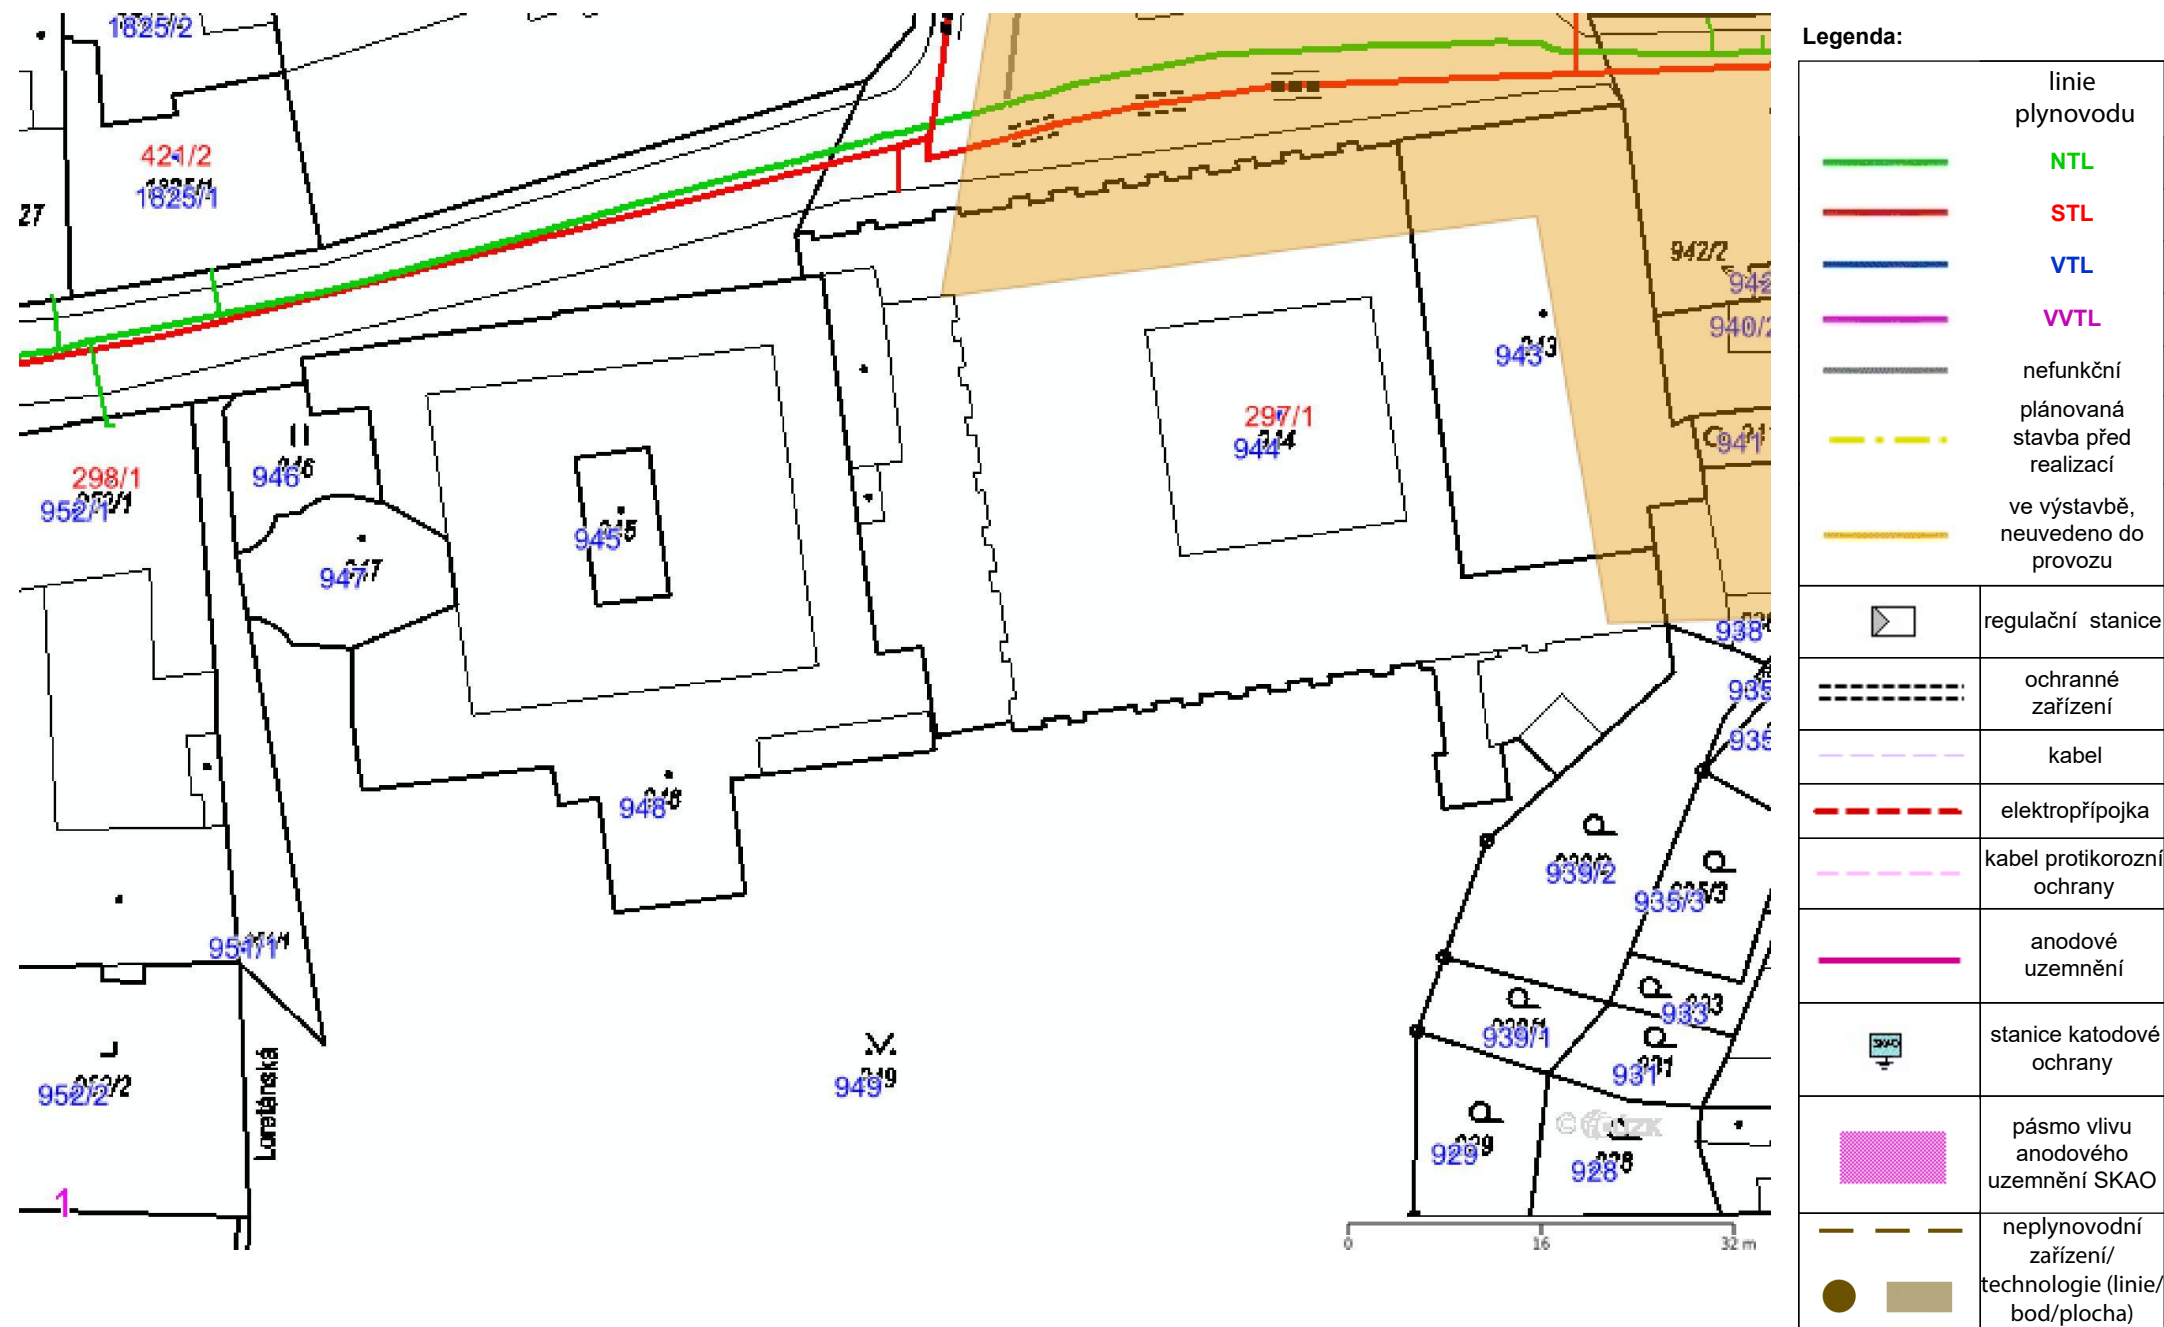 1825/2
421/2
1825/1
27
298/1
952/1
946
947
945
948
297/1
944
943
942/2
940/2
941
938
935
935
939/2
935/3
933
939/1
931
929
928
949
951/1
952/2
Loretánská
1
0 16 32 m
Legenda:
linie
plynovodu
NTL
STL
VTL
VVTL
nefunkční
plánovaná
stavba před
realizací
ve výstavbě,
neuvedeno do
provozu
regulační stanice
ochranné
zařízení
kabel
elektropřípojka
kabel protikorozní
ochrany
anodové
uzemnění
SKAO
stanice katodové
ochrany
pásmo vlivu
anodového
uzemnění SKAO
neplynovodní
zařízení/
technologie (linie/
bod/plocha)